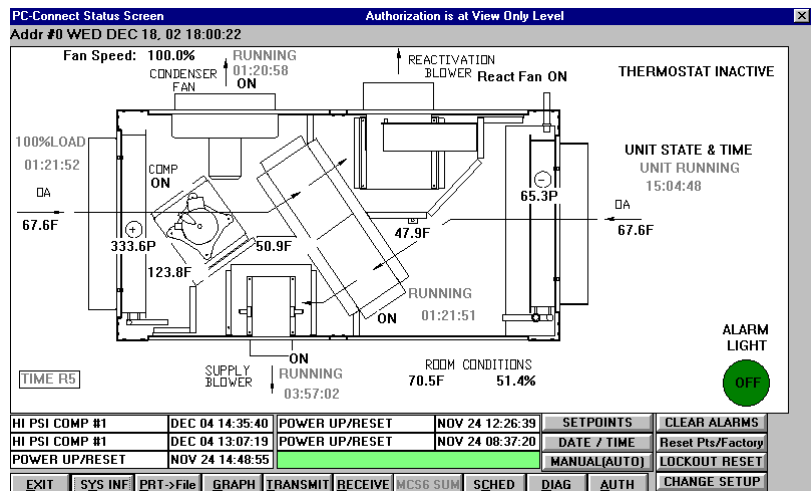 PC-Connect Status Screen Authorization is at View Only Level
Addr #0 WED DEC 18, 02 18:00:22
Fan Speed: 100.0%
RUNNING
01:20:58
CONDENSER
FAN
ON
REACTIVATION
BLOWER
React Fan ON
THERMOSTAT INACTIVE
100%LOAD
01:21:52
COMP
ON
UNIT STATE & TIME
UNIT RUNNING
15:04:48
OA
67.6F
65.3P
OA
67.6F
333.6P
50.9F
47.9F
123.8F
RUNNING
01:21:51
ON
ALARM
LIGHT
OFF
ON
SUPPLY
BLOWER
RUNNING
03:57:02
ROOM CONDITIONS
70.5F 51.4%
TIME R5
HI PSI COMP #1 DEC 04 14:35:40 POWER UP/RESET NOV 24 12:26:39 SETPOINTS CLEAR ALARMS
HI PSI COMP #1 DEC 04 13:07:19 POWER UP/RESET NOV 24 08:37:20 DATE / TIME Reset Pts/Factory
POWER UP/RESET NOV 24 14:48:55 MANUAL(AUTO) LOCKOUT RESET
EXIT SYS INF PRT->File GRAPH TRANSMIT RECEIVE MCS6 SUM SCHED DIAG AUTH CHANGE SETUP